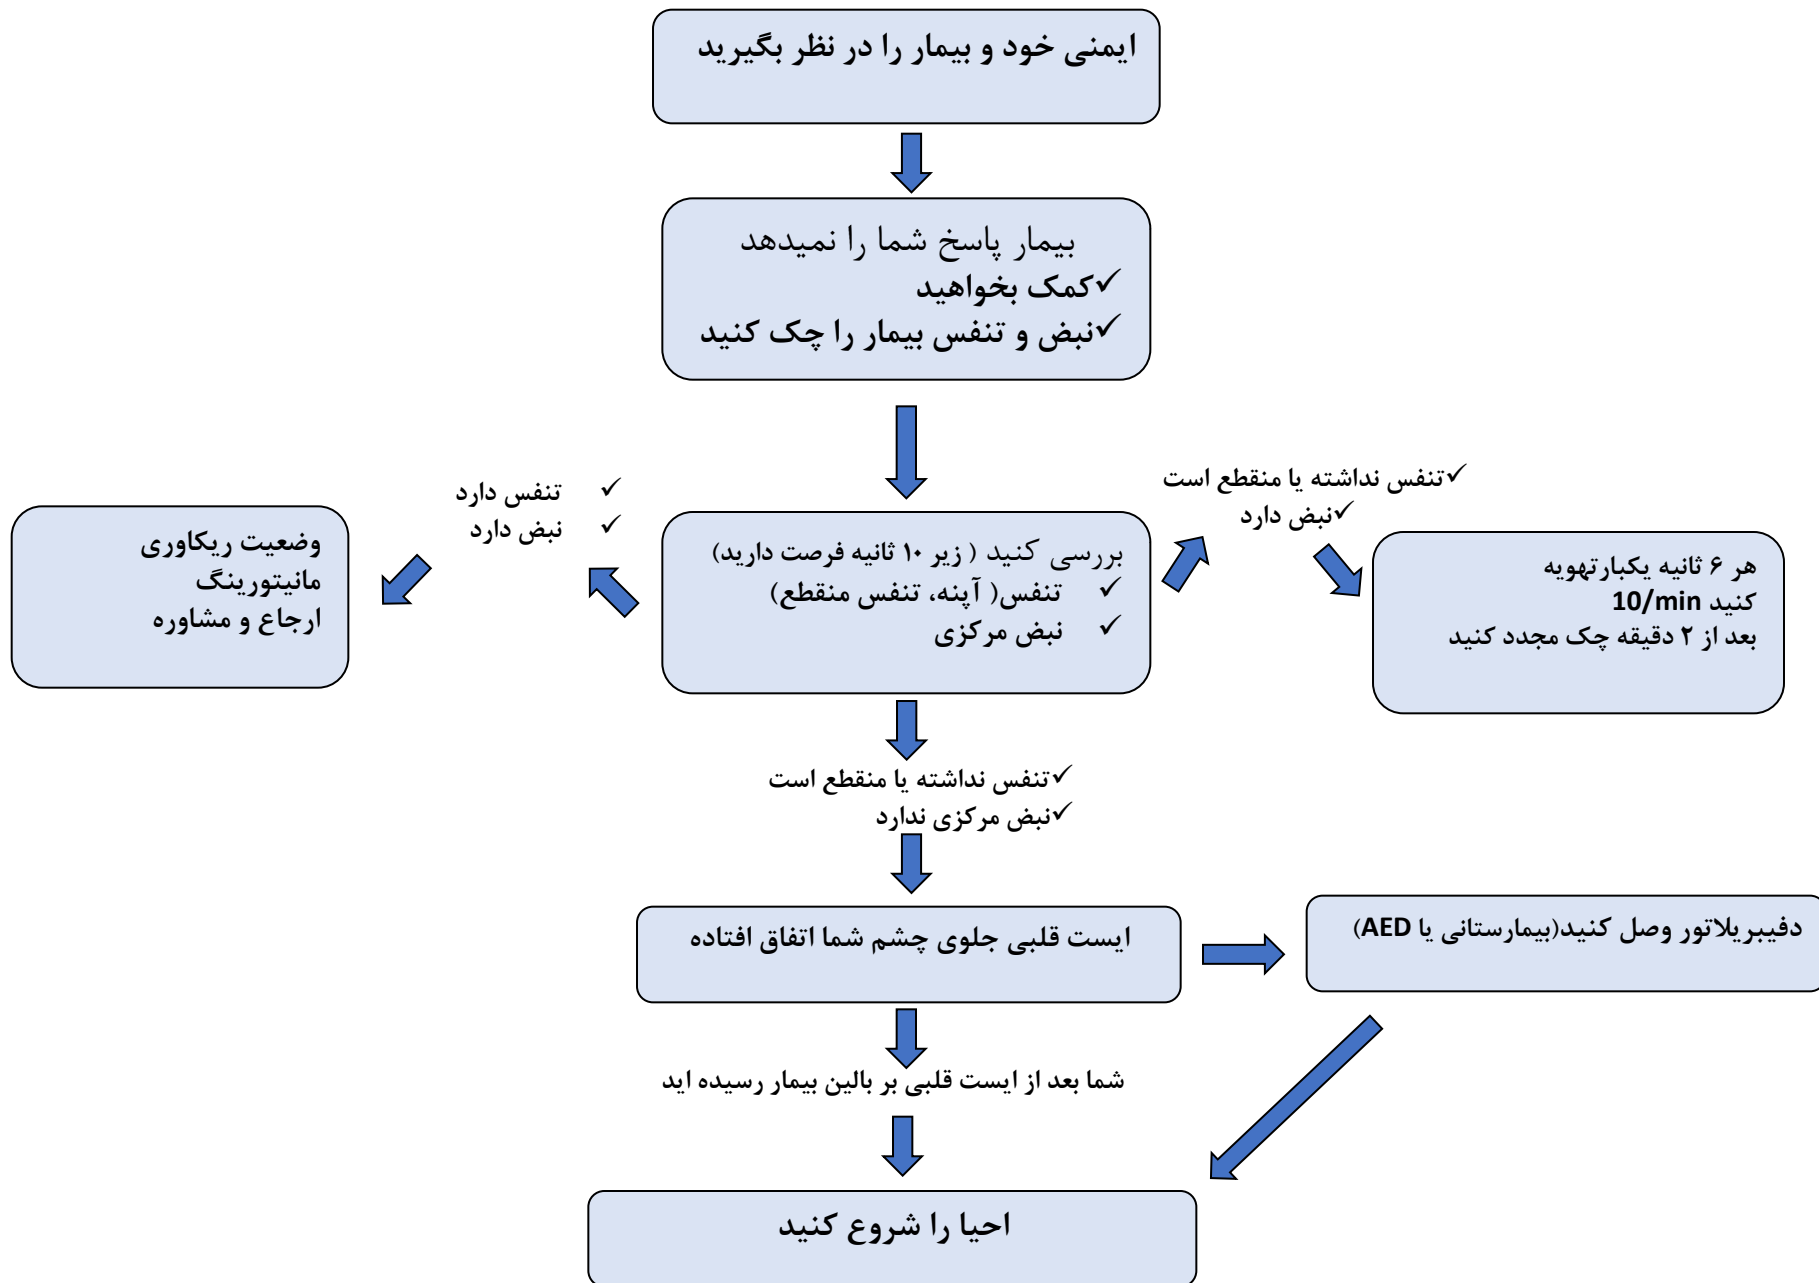 ایمنی خود و بیمار را در نظر بگیرید
بیمار پاسخ شما را نمیدهد
✓کمک بخواهید
✓نبض و تنفس بیمار را چک کنید
✓تنفس نداشته یا منقطع است
✓نبض دارد
✓ تنفس دارد
✓ نبض دارد
هر ۶ ثانیه یکبارتهویه
کنید 10/min
بعد از ۲ دقیقه چک مجدد کنید
بررسی کنید ( زیر ۱۰ ثانیه فرصت دارید)
✓ تنفس( آپنه، تنفس منقطع)
✓ نبض مرکزی
وضعیت ریکاوری
مانیتورینگ
ارجاع و مشاوره
✓تنفس نداشته یا منقطع است
✓نبض مرکزی ندارد
ایست قلبی جلوی چشم شما اتفاق افتاده
دفیبریلاتور وصل کنید(بیمارستانی یا AED)
شما بعد از ایست قلبی بر بالین بیمار رسیده اید
احیا را شروع کنید